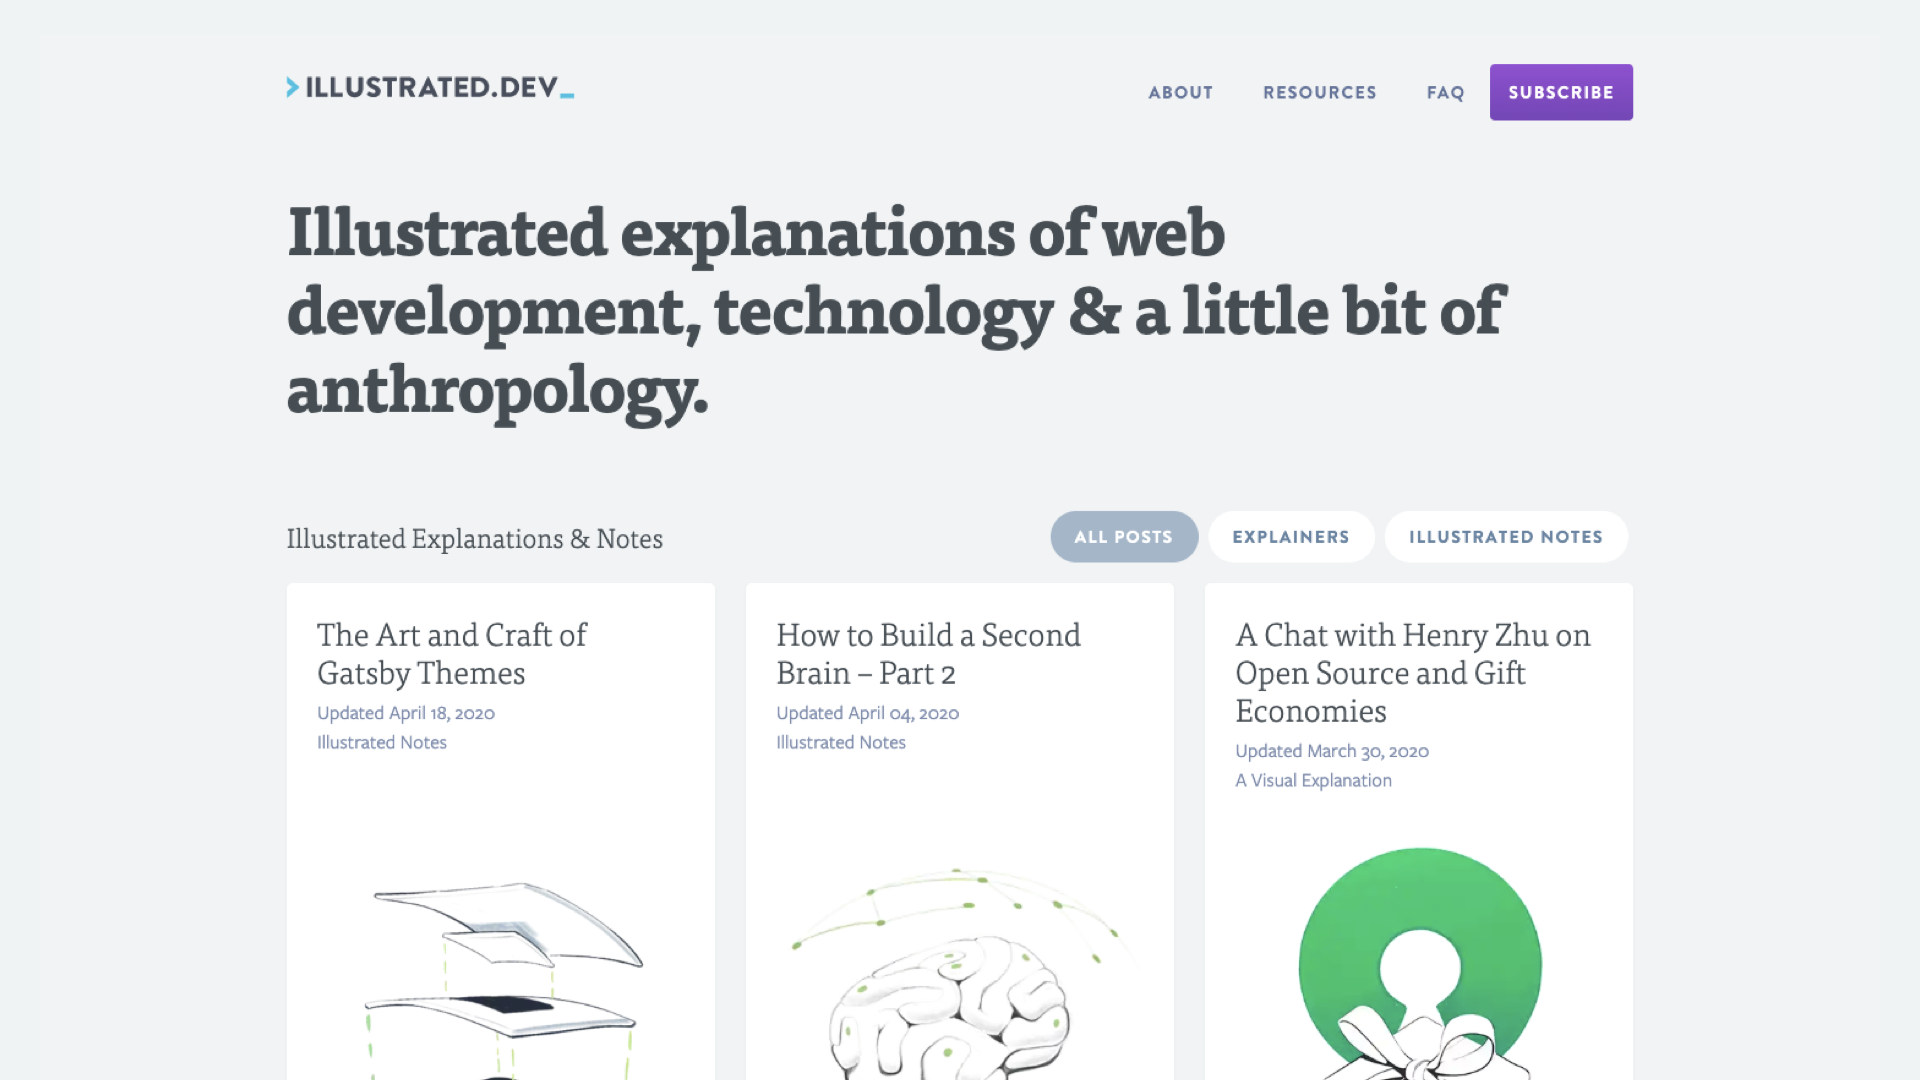 > ILLUSTRATED.DEV_
ABOUT
RESOURCES
FAQ
SUBSCRIBE
Illustrated explanations of web
development, technology & a little bit of
anthropology.
Illustrated Explanations & Notes
ALL POSTS
EXPLAINERS
ILLUSTRATED NOTES
The Art and Craft of
Gatsby Themes
Updated April 18, 2020
Illustrated Notes
How to Build a Second
Brain – Part 2
Updated April 04, 2020
Illustrated Notes
A Chat with Henry Zhu on
Open Source and Gift
Economies
Updated March 30, 2020
A Visual Explanation